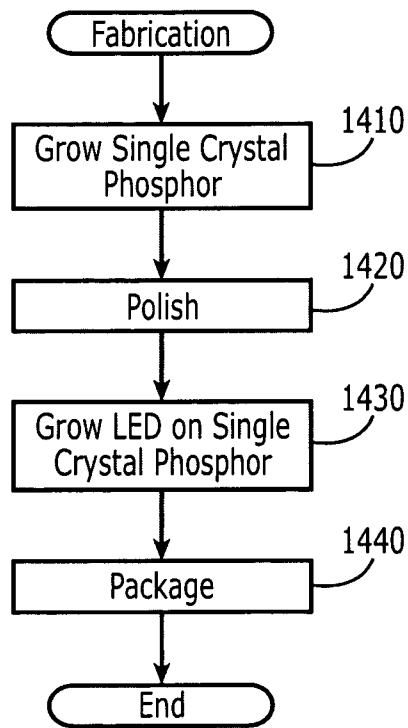 Fabrication
1410
Grow Single Crystal
Phosphor
1420
Polish
1430
Grow LED on Single
Crystal Phosphor
1440
Package
End